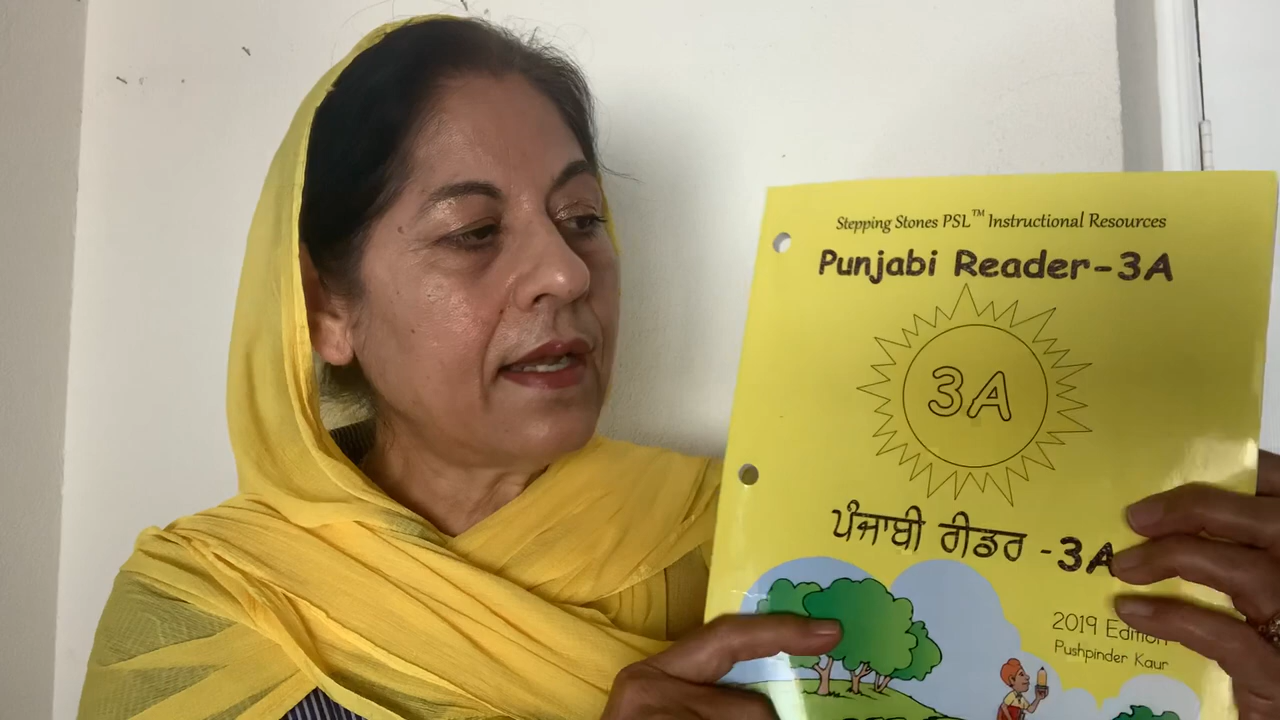 Stepping Stones PSL™ Instructional Resources
Punjabi Reader-3A
3A
ਪੰਜਾਬੀ ਰੀਡਰ -3A
2019 Edition
Pushpinder Kaur